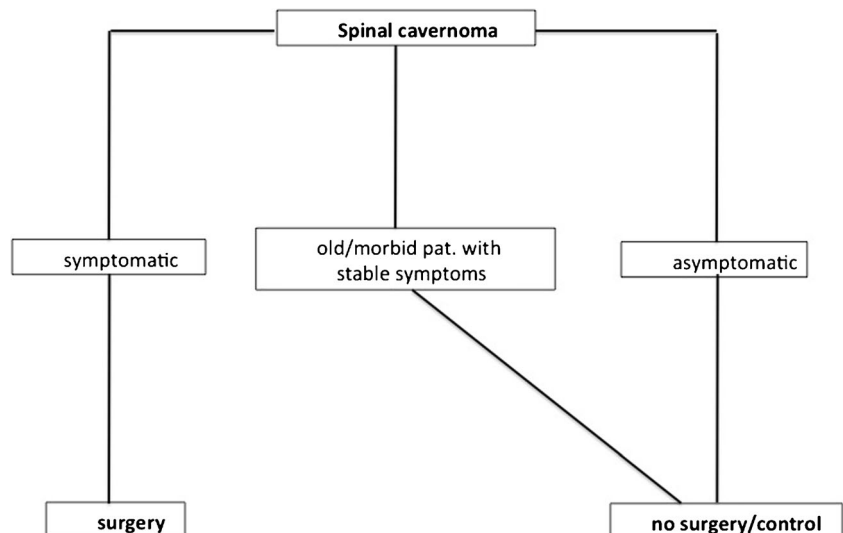 Spinal cavernoma
symptomatic
old/morbid pat. with
stable symptoms
asymptomatic
surgery
no surgery/control